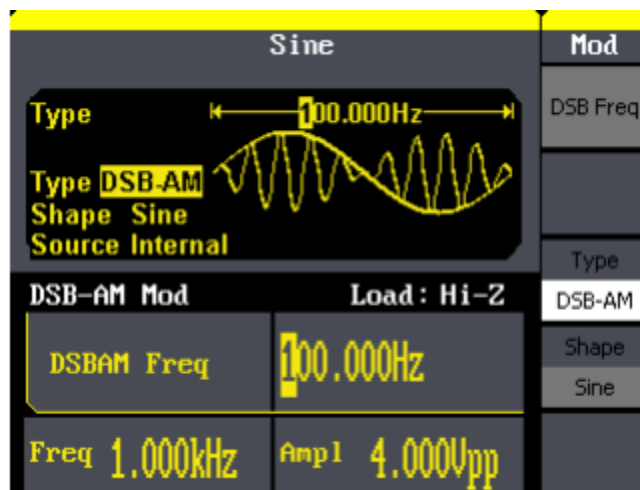 Sine
Mod
Type
100.000Hz
DSB Freq
Type DSB-AM
Shape Sine
Source Internal
Type
DSB-AM
DSB-AM Mod
Load: Hi-Z
Shape
Sine
DSBAM Freq
100.000Hz
Freq 1.000kHz
Ampl 4.000Vpp